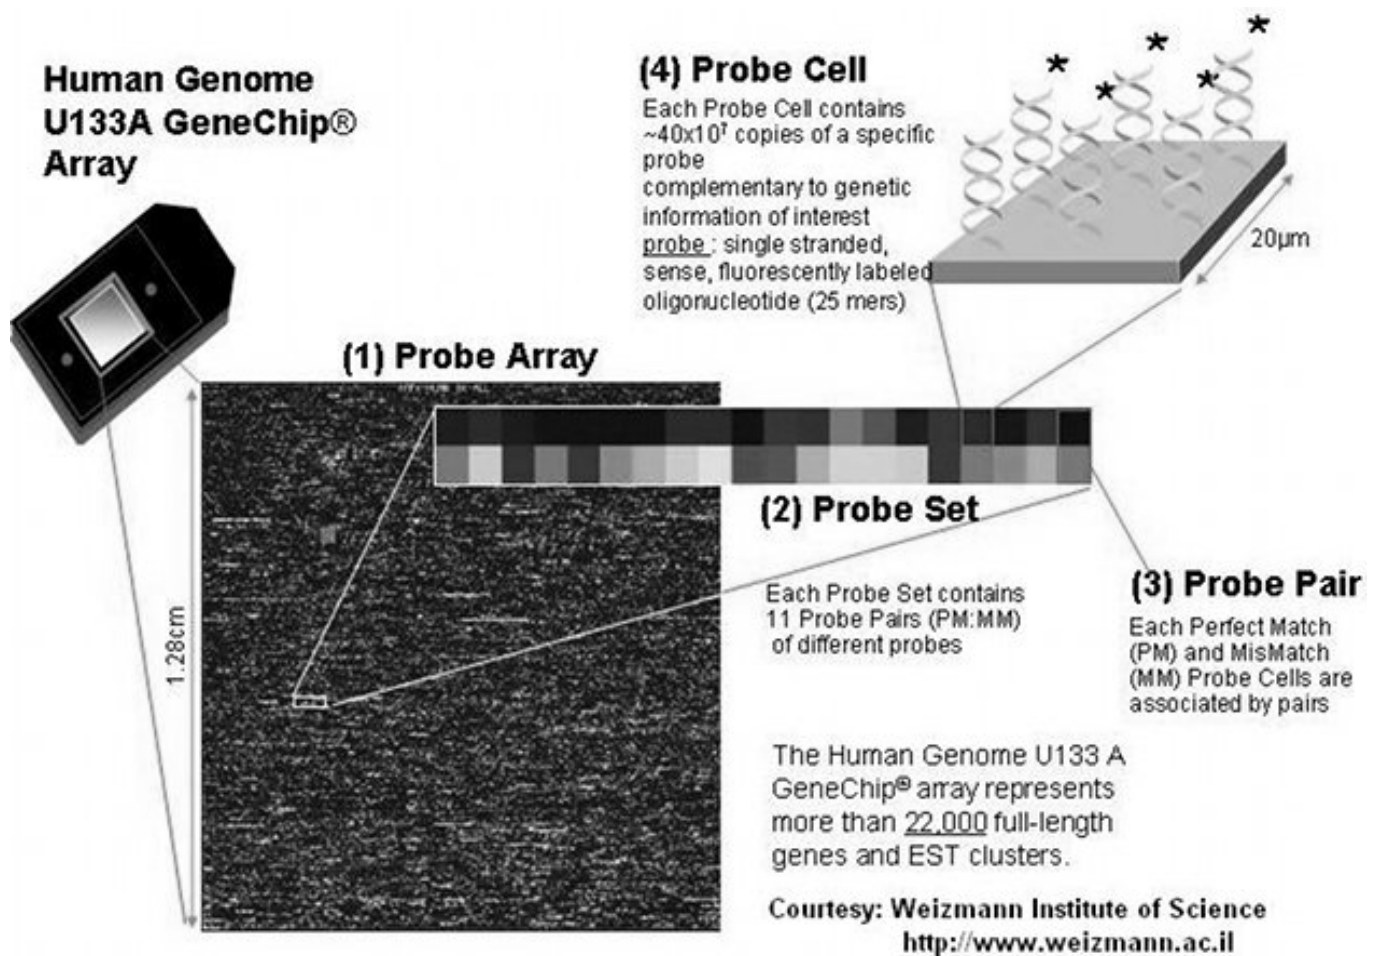 Human Genome
U133A GeneChip®
Array
(4) Probe Cell
Each Probe Cell contains
~40x10⁷ copies of a specific
probe
complementary to genetic
information of interest
probe : single stranded,
sense, fluorescently labeled
oligonucleotide (25 mers)
20µm
(1) Probe Array
1.28cm
(2) Probe Set
Each Probe Set contains
11 Probe Pairs (PM:MM)
of different probes
(3) Probe Pair
Each Perfect Match
(PM) and MisMatch
(MM) Probe Cells are
associated by pairs
The Human Genome U133 A
GeneChip® array represents
more than 22,000 full-length
genes and EST clusters.
Courtesy: Weizmann Institute of Science
http://www.weizmann.ac.il